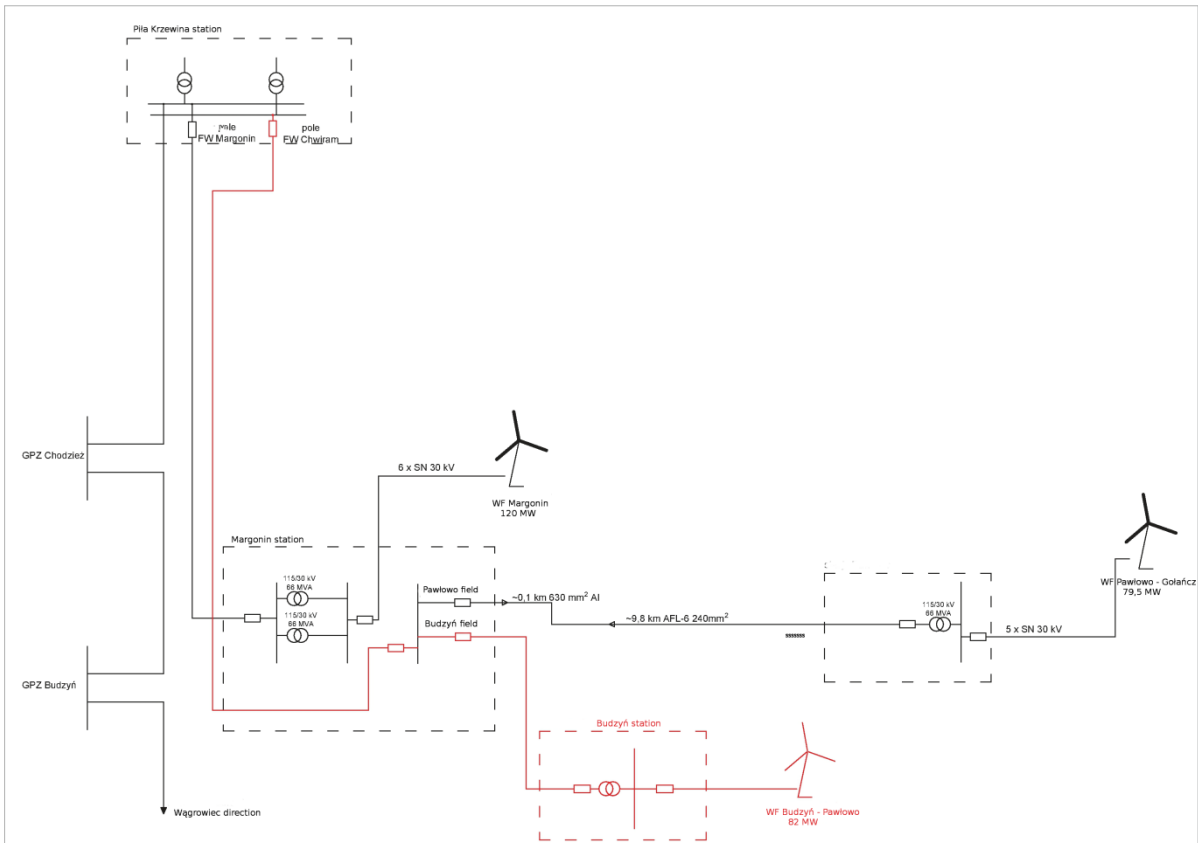 Piła Krzewina station
pole
FW Margonin
pole
FW Chwiram
GPZ Chodzież
6 x SN 30 kV
WF Margonin
120 MW
Margonin station
115/30 kV
66 MVA
115/30 kV
66 MVA
Pawłowo field
~0,1 km 630 mm² Al
Budzyń field
~9,8 km AFL-6 240mm²
115/30 kV
66 MVA
5 x SN 30 kV
WF Pawłowo - Gołańcz
79,5 MW
GPZ Budzyń
Budzyń station
WF Budzyń - Pawłowo
82 MW
Wągrowiec direction